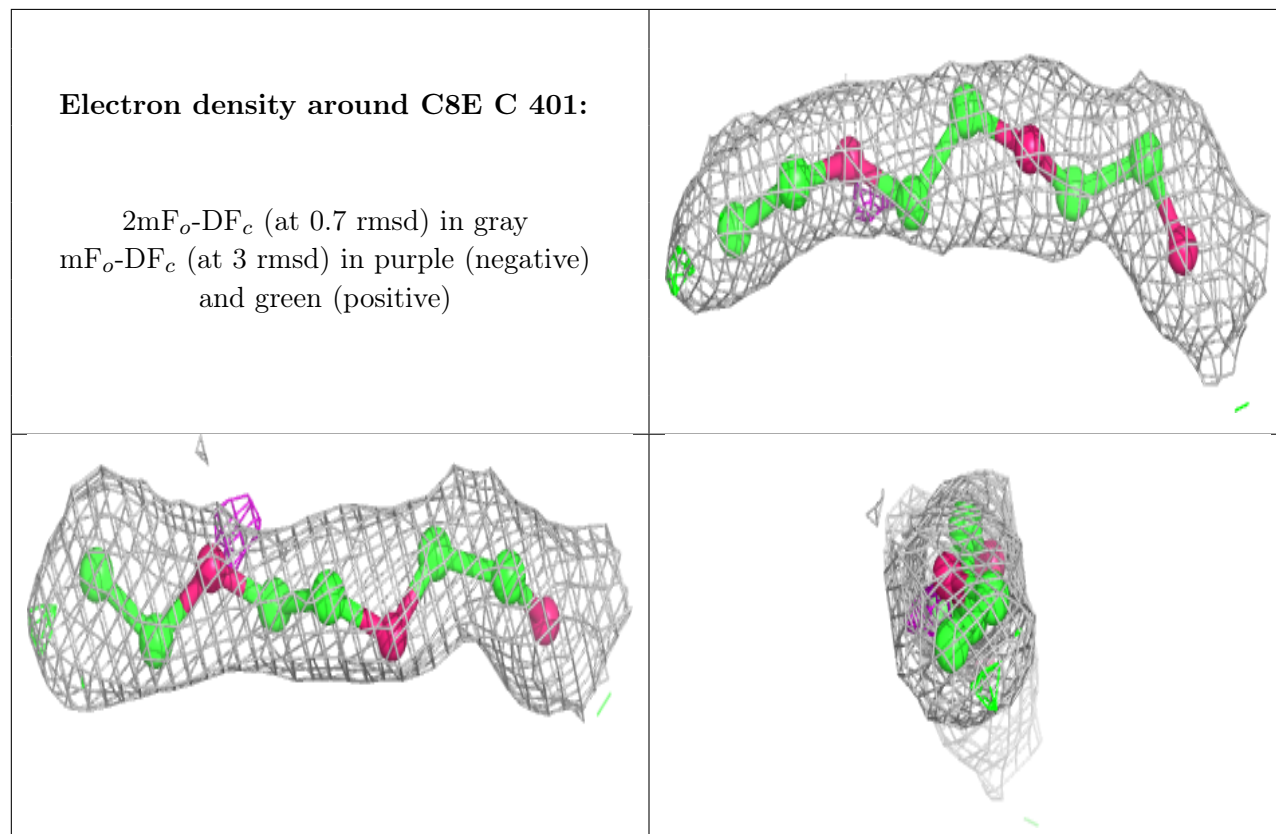 Electron density around C8E C 401:
2mFₒ-DF𝒸 (at 0.7 rmsd) in gray
mFₒ-DF𝒸 (at 3 rmsd) in purple (negative)
and green (positive)